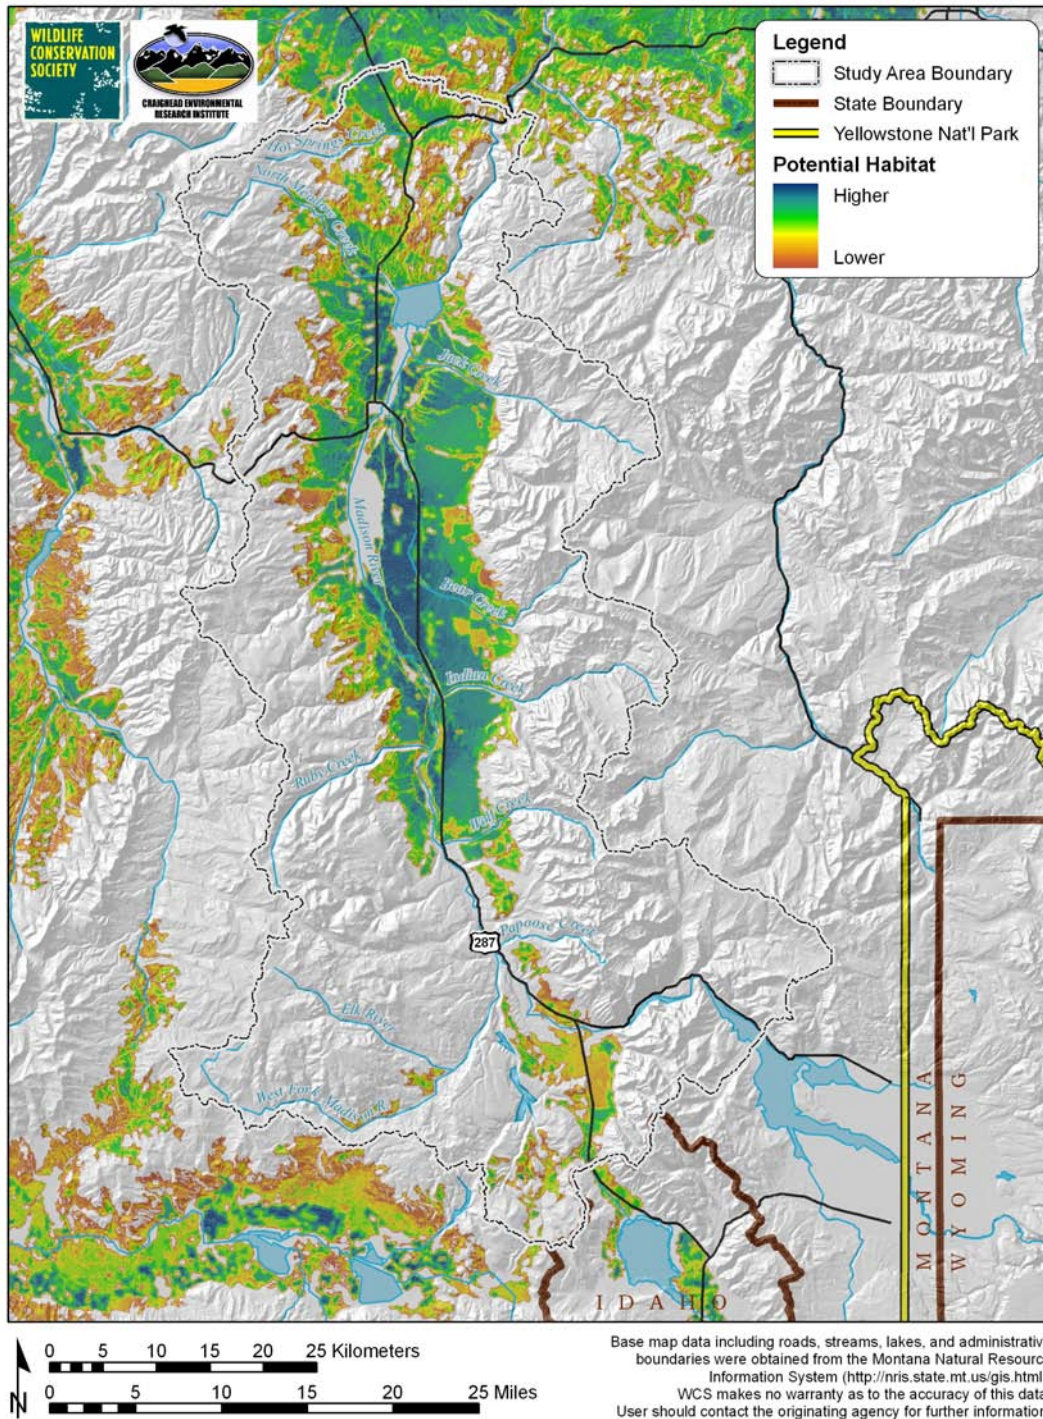 WILDLIFE
CONSERVATION
SOCIETY
CRAIGHEAD ENVIRONMENTAL
RESEARCH INSTITUTE
Legend
Study Area Boundary
State Boundary
Yellowstone Nat'l Park
Potential Habitat
Higher
Lower
Hot Springs Creek
North Meadow Creek
Jack Creek
Madison River
Bear Creek
Indian Creek
Ruby Creek
Wolf Creek
Papoose Creek
287
Elk River
West Fork Madison R
MONTANA
WYOMING
IDAHO
N
0 5 10 15 20 25 Kilometers
0 5 10 15 20 25 Miles
Base map data including roads, streams, lakes, and administrativ
boundaries were obtained from the Montana Natural Resourc
Information System (http://nris.state.mt.us/gis.html
WCS makes no warranty as to the accuracy of this data
User should contact the originating agency for further information